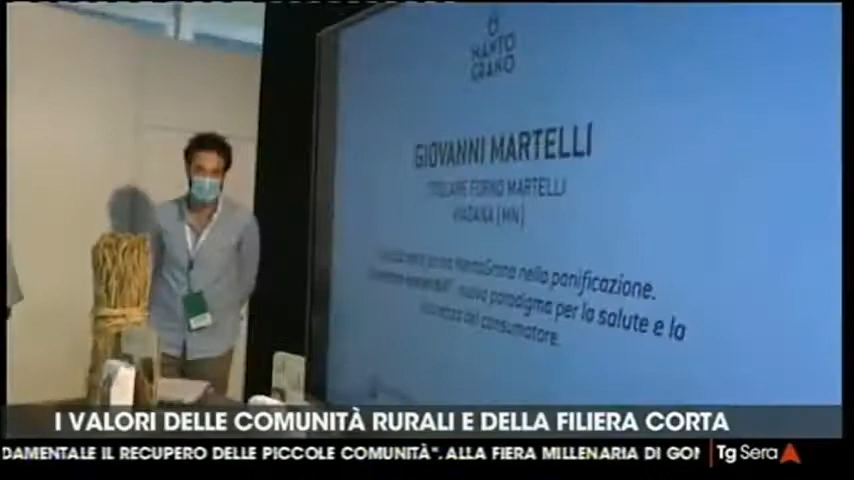 Ô
MANTO
GRANO
GIOVANNI MARTELLI
TITOLARE FORNO MARTELLI
VIADANA (MN)
MantoGrano nella panificazione.
nuovo paradigma per la salute e la
del consumatore.
I VALORI DELLE COMUNITÀ RURALI E DELLA FILIERA CORTA
DAMENTALE IL RECUPERO DELLE PICCOLE COMUNITÀ". ALLA FIERA MILLENARIA DI GON
Tg Sera